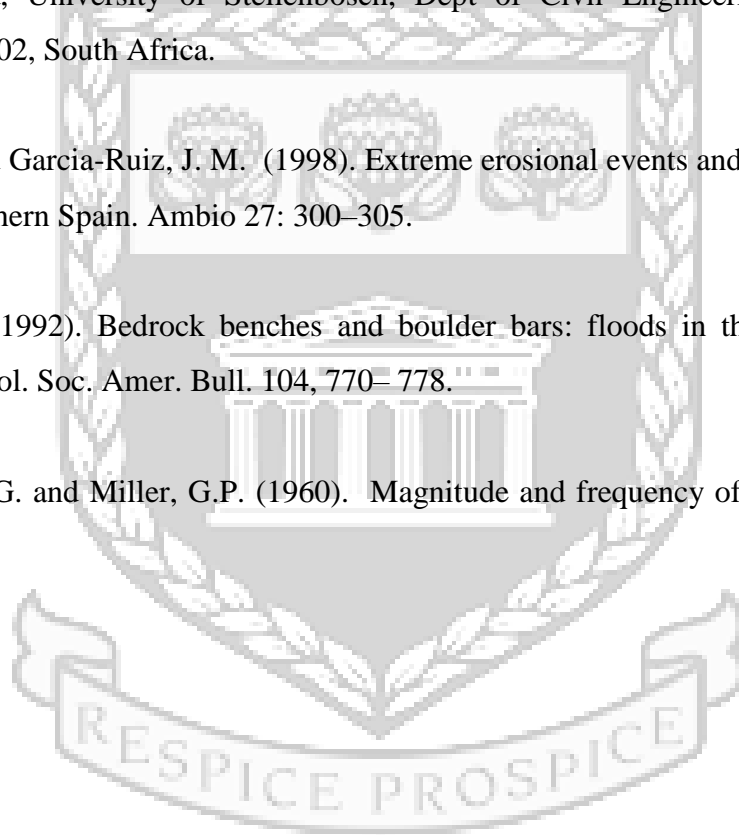 University of Stellenbosch, Dept of Civil
02, South Africa.
Garcia-Ruiz, J. M. (1998). Extreme erosional events and
hern Spain. Ambio 27: 300–305.
1992). Bedrock benches and boulder bars: floods in th
ol. Soc. Amer. Bull. 104, 770– 778.
G. and Miller, G.P. (1960). Magnitude and frequency of
RESPICE PROSPICE